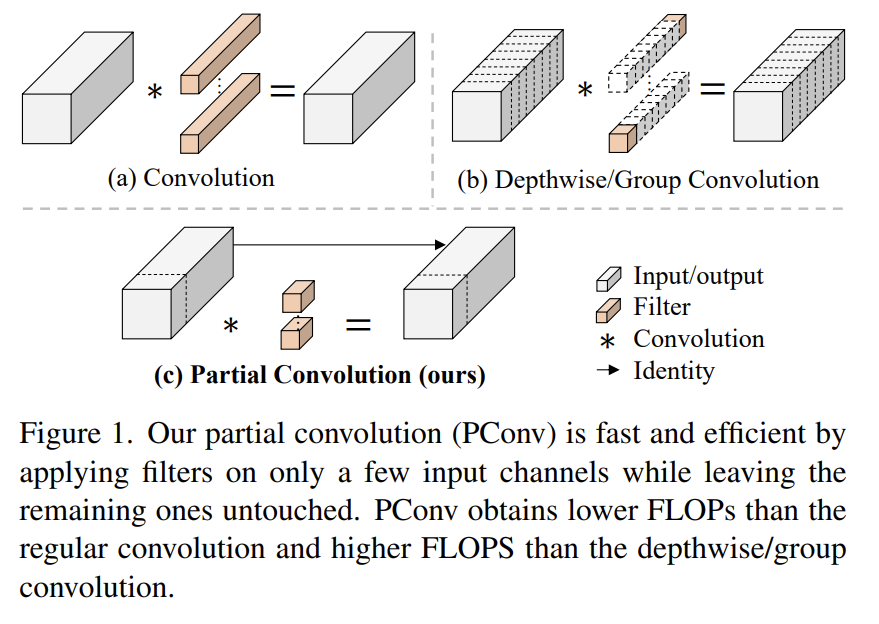 (a) Convolution
(b) Depthwise/Group Convolution
(c) Partial Convolution (ours)
Input/output
Filter
* Convolution
Identity
Figure 1. Our partial convolution (PConv) is fast and efficient by
applying filters on only a few input channels while leaving the
remaining ones untouched. PConv obtains lower FLOPs than the
regular convolution and higher FLOPS than the depthwise/group
convolution.